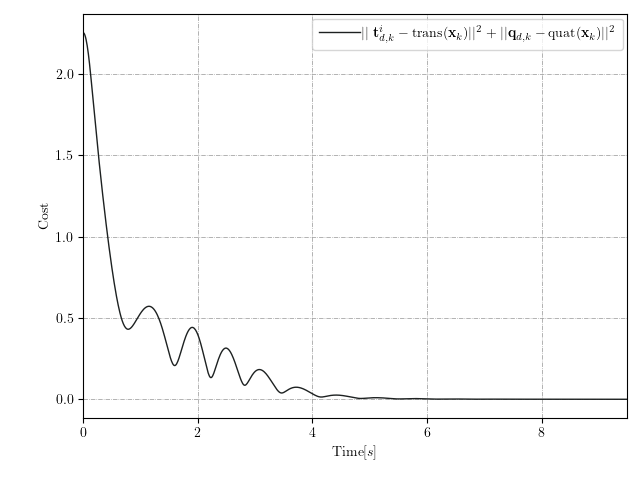 || t^i_{d,k} − trans(x_k)||² + ||q_{d,k} − quat(x_k)||²
2.0
1.5
1.0
0.5
0.0
Cost
0 2 4 6 8
Time[s]